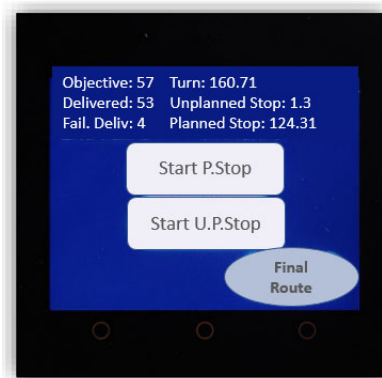 Objective: 57 Turn: 160.71
Delivered: 53 Unplanned Stop: 1.3
Fail. Deliv: 4 Planned Stop: 124.31
Start P.Stop
Start U.P.Stop
Final
Route